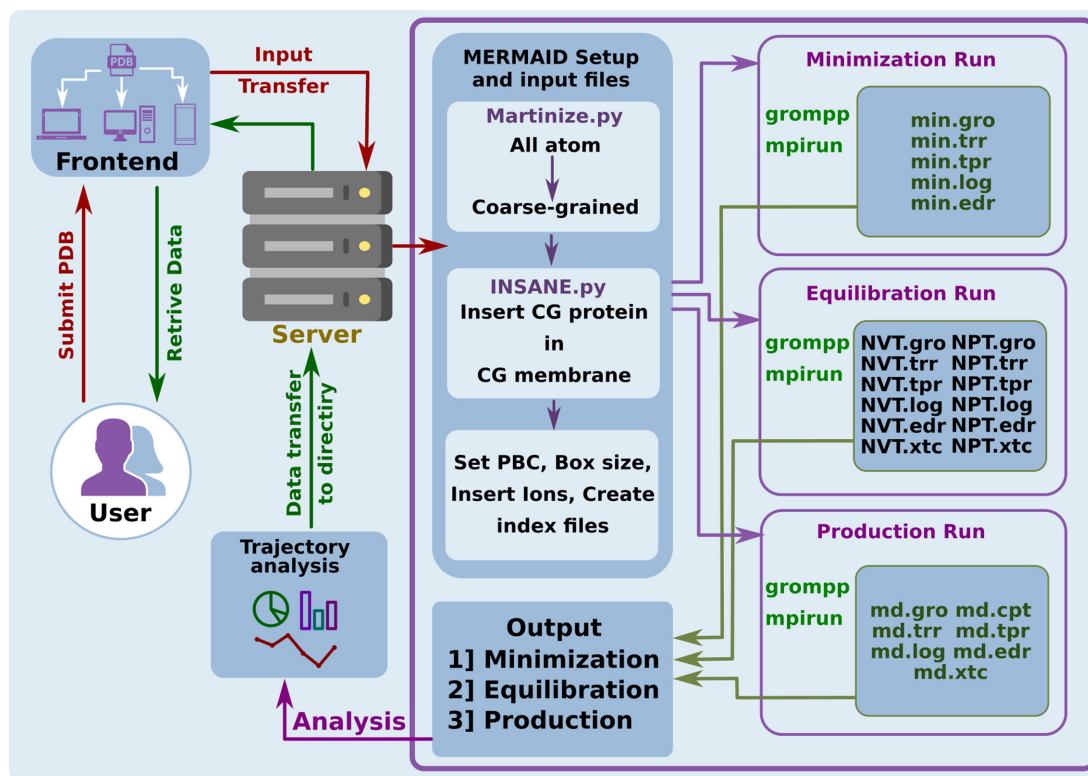 PDB
Frontend
Input
Transfer
Submit PDB
Retrive Data
User
Server
Data transfer
to directiry
Trajectory
analysis
Analysis
MERMAID Setup
and input files
Martinize.py
All atom
Coarse-grained
INSANE.py
Insert CG protein
in
CG membrane
Set PBC, Box size,
Insert Ions, Create
index files
Output
1] Minimization
2] Equilibration
3] Production
Minimization Run
grompp
mpirun
min.gro
min.trr
min.tpr
min.log
min.edr
Equilibration Run
grompp
mpirun
NVT.gro NPT.gro
NVT.trr NPT.trr
NVT.tpr NPT.tpr
NVT.log NPT.log
NVT.edr NPT.edr
NVT.xtc NPT.xtc
Production Run
grompp
mpirun
md.gro md.cpt
md.trr md.tpr
md.log md.edr
md.xtc